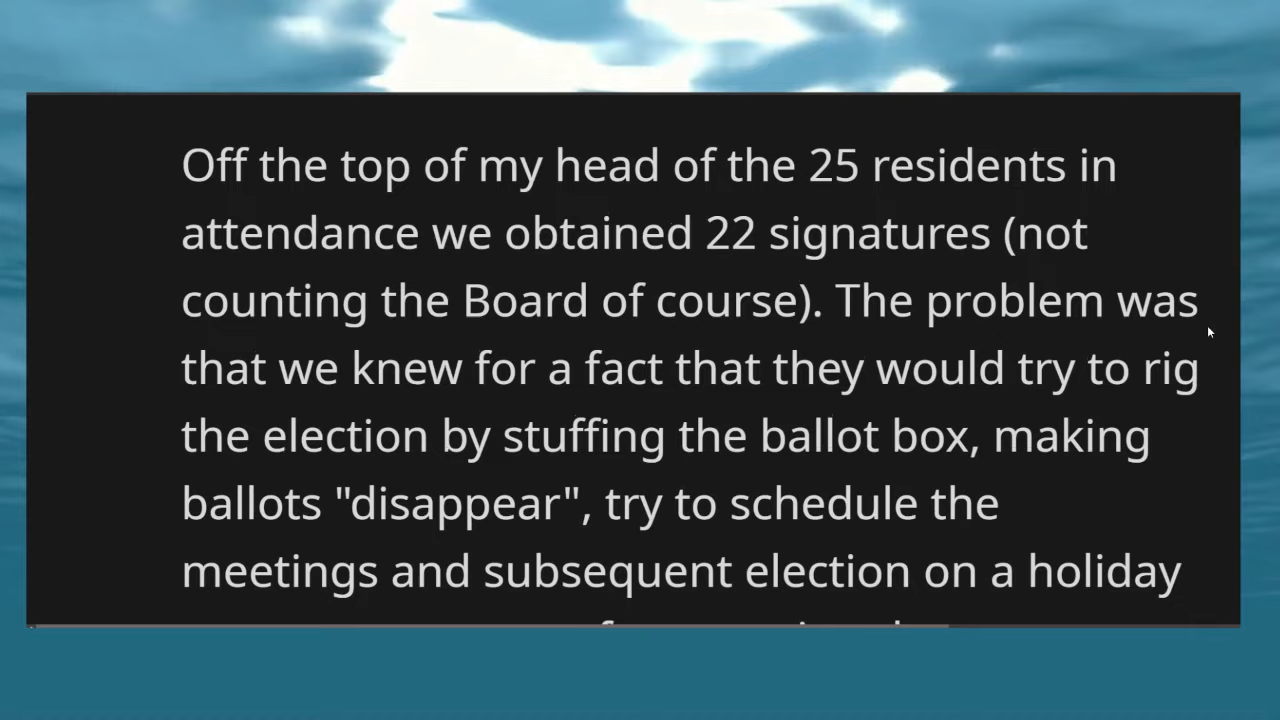 Off the top of my head of the 25 residents in
attendance we obtained 22 signatures (not
counting the Board of course). The problem was
that we knew for a fact that they would try to rig
the election by stuffing the ballot box, making
ballots "disappear", try to schedule the
meetings and subsequent election on a holiday